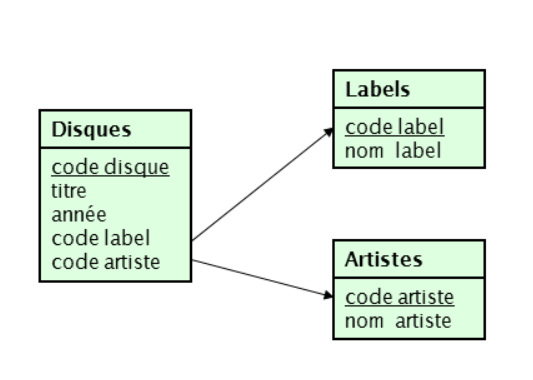 Disques
code disque
titre
année
code label
code artiste
Labels
code label
nom label
Artistes
code artiste
nom artiste